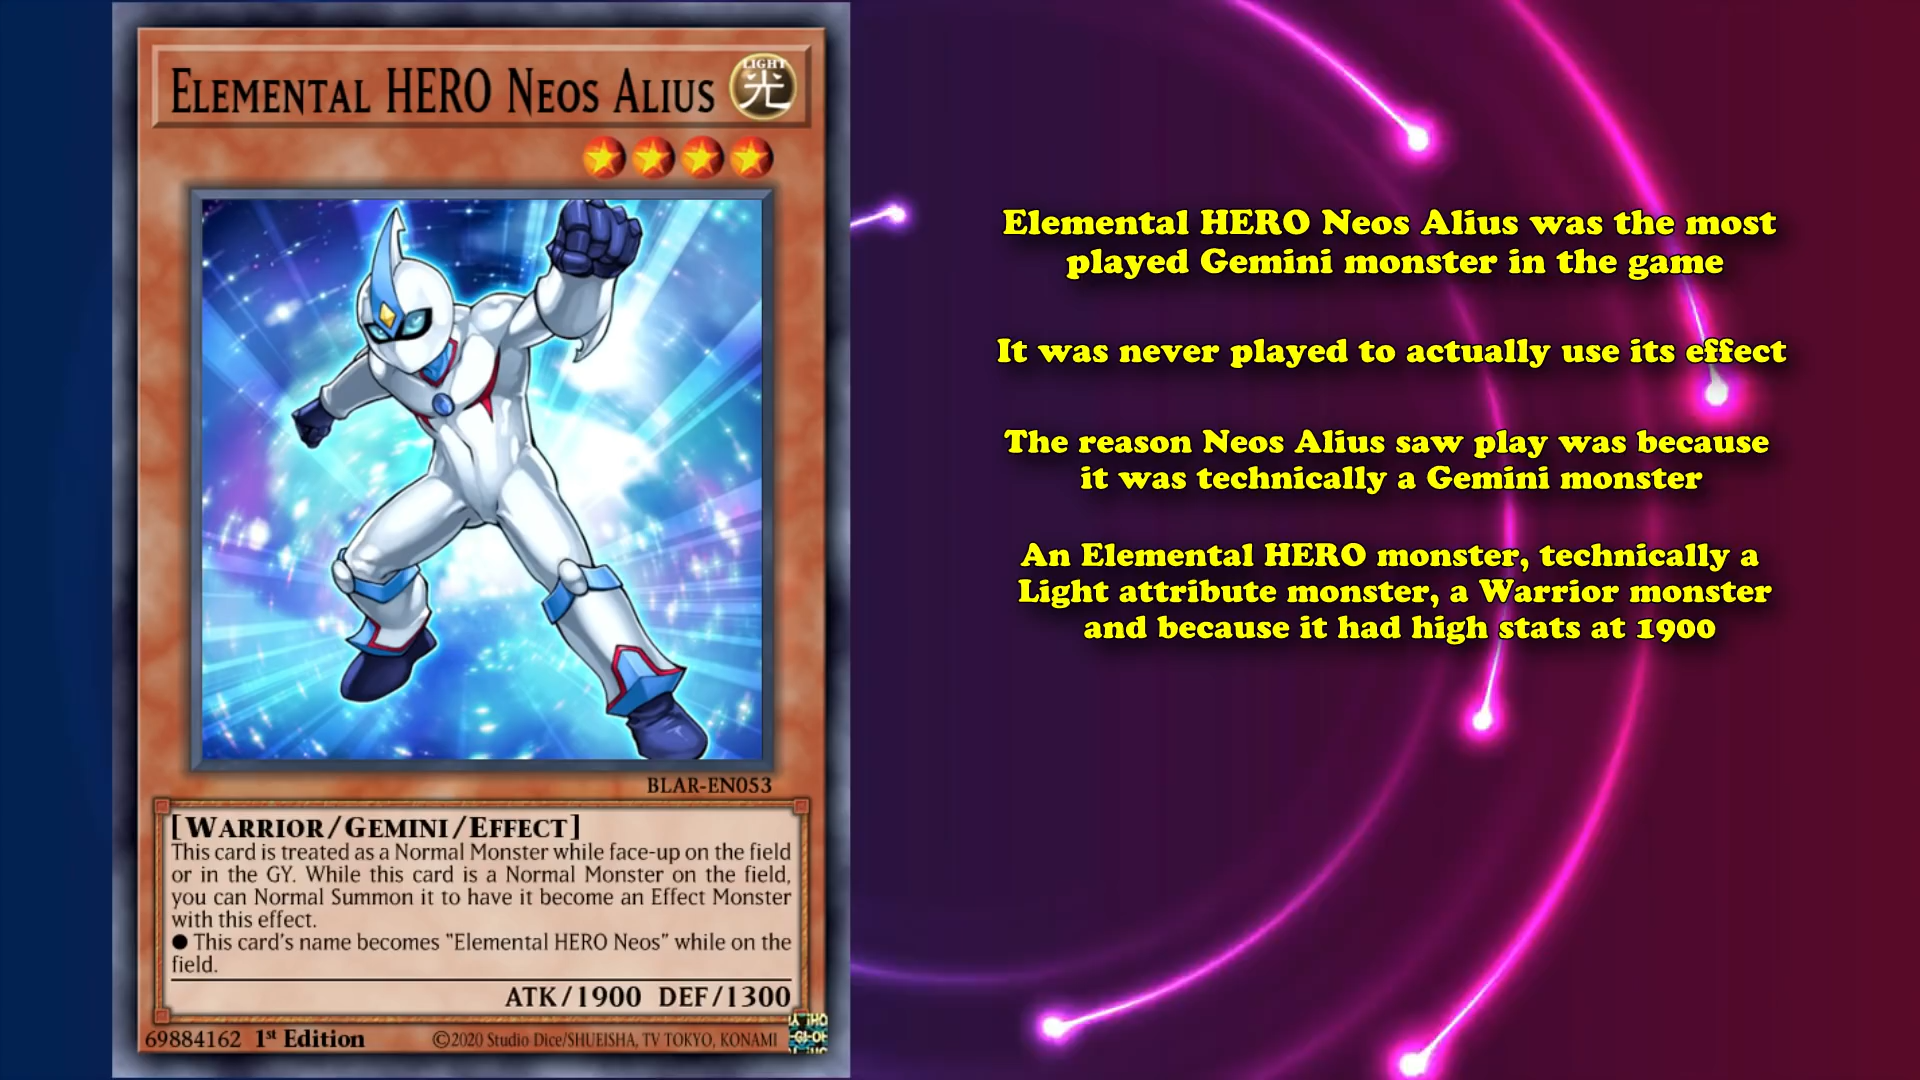 Elemental HERO Neos Alius
LIGHT
光
BLAR-EN053
[Warrior/Gemini/Effect]
This card is treated as a Normal Monster while face-up on the field
or in the GY. While this card is a Normal Monster on the field,
you can Normal Summon it to have it become an Effect Monster
with this effect.
● This card's name becomes "Elemental HERO Neos" while on the
field.
ATK/1900 DEF/1300
69884162 1st Edition ©2020 Studio Dice/SHUEISHA, TV TOKYO, KONAMI
Elemental HERO Neos Alius was the most
played Gemini monster in the game
It was never played to actually use its effect
The reason Neos Alius saw play was because
it was technically a Gemini monster
An Elemental HERO monster, technically a
Light attribute monster, a Warrior monster
and because it had high stats at 1900